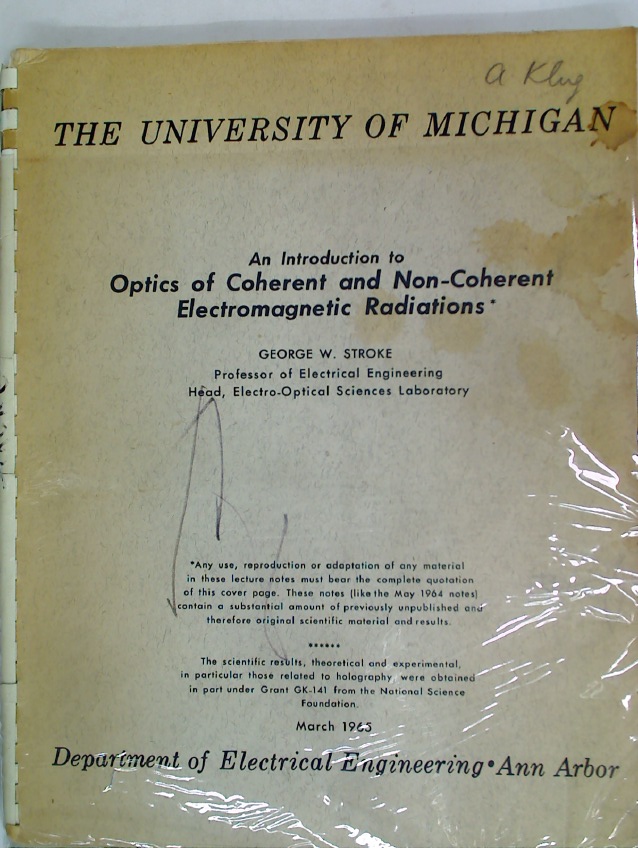 A Klug
THE UNIVERSITY OF MICHIGAN
An Introduction to
Optics of Coherent and Non-Coherent
Electromagnetic Radiations*
GEORGE W. STROKE
Professor of Electrical Engineering
Head, Electro-Optical Sciences Laboratory
*Any use, reproduction or adaptation of any material
in these lecture notes must bear the complete quotation
of this cover page. These notes (like the May 1964 notes)
contain a substantial amount of previously unpublished and
therefore original scientific material and results.
******
The scientific results, theoretical and experimental,
in particular those related to holography were obtained
in part under Grant GK-141 from the National Science
Foundation.
March 1965
Department of Electrical Engineering•Ann Arbor